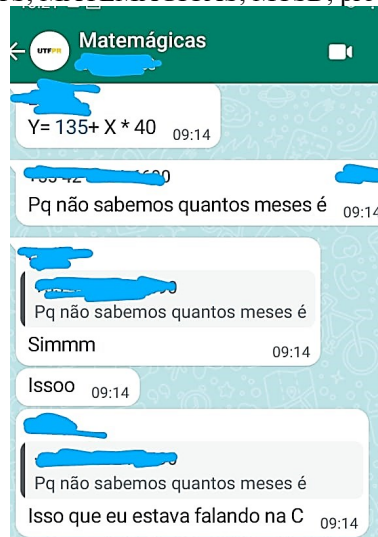 UTFPR
Matemágicas
Y= 135+ X * 40 09:14
Pq não sabemos quantos meses é 09:14
Pq não sabemos quantos meses é
Simmm 09:14
Issoo 09:14
Pq não sabemos quantos meses é
Isso que eu estava falando na C 09:14